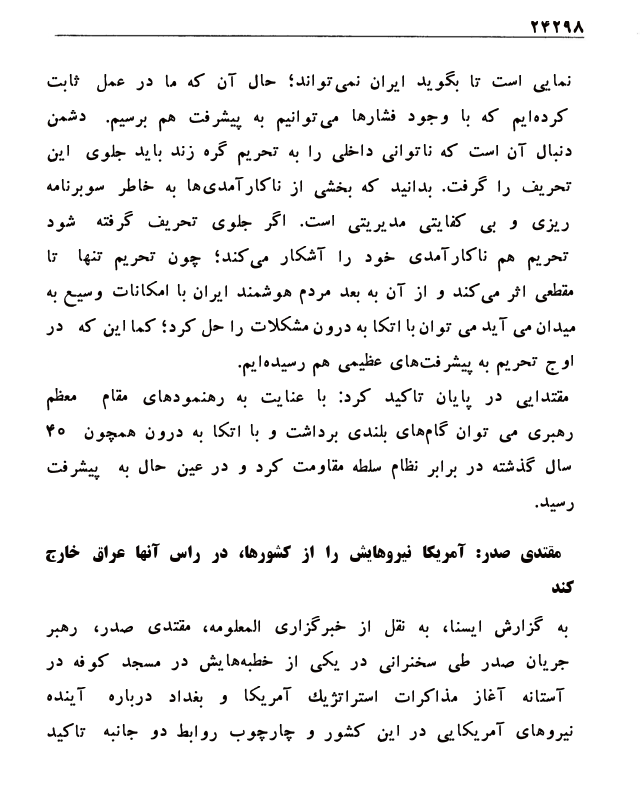 ۲۴۲۹۸
نمایی است تا بگوید ایران نمی‌تواند؛ حال آن که ما در عمل ثابت
کرده‌ایم که با وجود فشارها می‌توانیم به پیشرفت هم برسیم. دشمن
دنبال آن است که ناتوانی داخلی را به تحریم گره زند باید جلوی این
تحریف را گرفت. بدانید که بخشی از ناکارآمدی‌ها به خاطر سوبرنامه
ریزی و بی کفایتی مدیریتی است. اگر جلوی تحریف گرفته شود
تحریم هم ناکارآمدی خود را آشکار می‌کند؛ چون تحریم تنها تا
مقطعی اثر می‌کند و از آن به بعد مردم هوشمند ایران با امکانات وسیع به
میدان می آید می توان با اتکا به درون مشکلات را حل کرد؛ کما این که در
اوج تحریم به پیشرفت‌های عظیمی هم رسیده‌ایم.
مقتدایی در پایان تاکید کرد: با عنایت به رهنمودهای مقام معظم
رهبری می توان گام‌های بلندی برداشت و با اتکا به درون همچون ۴۰
سال گذشته در برابر نظام سلطه مقاومت کرد و در عین حال به پیشرفت
رسید.
مقتدی صدر: آمریکا نیروهایش را از کشورها، در راس آنها عراق خارج
کند
به گزارش ایسنا، به نقل از خبرگزاری المعلومه، مقتدی صدر، رهبر
جریان صدر طی سخنرانی در یکی از خطبه‌هایش در مسجد کوفه در
آستانه آغاز مذاکرات استراتژیك آمریکا و بغداد درباره آینده
نیروهای آمریکایی در این کشور و چارچوب روابط دو جانبه تاکید